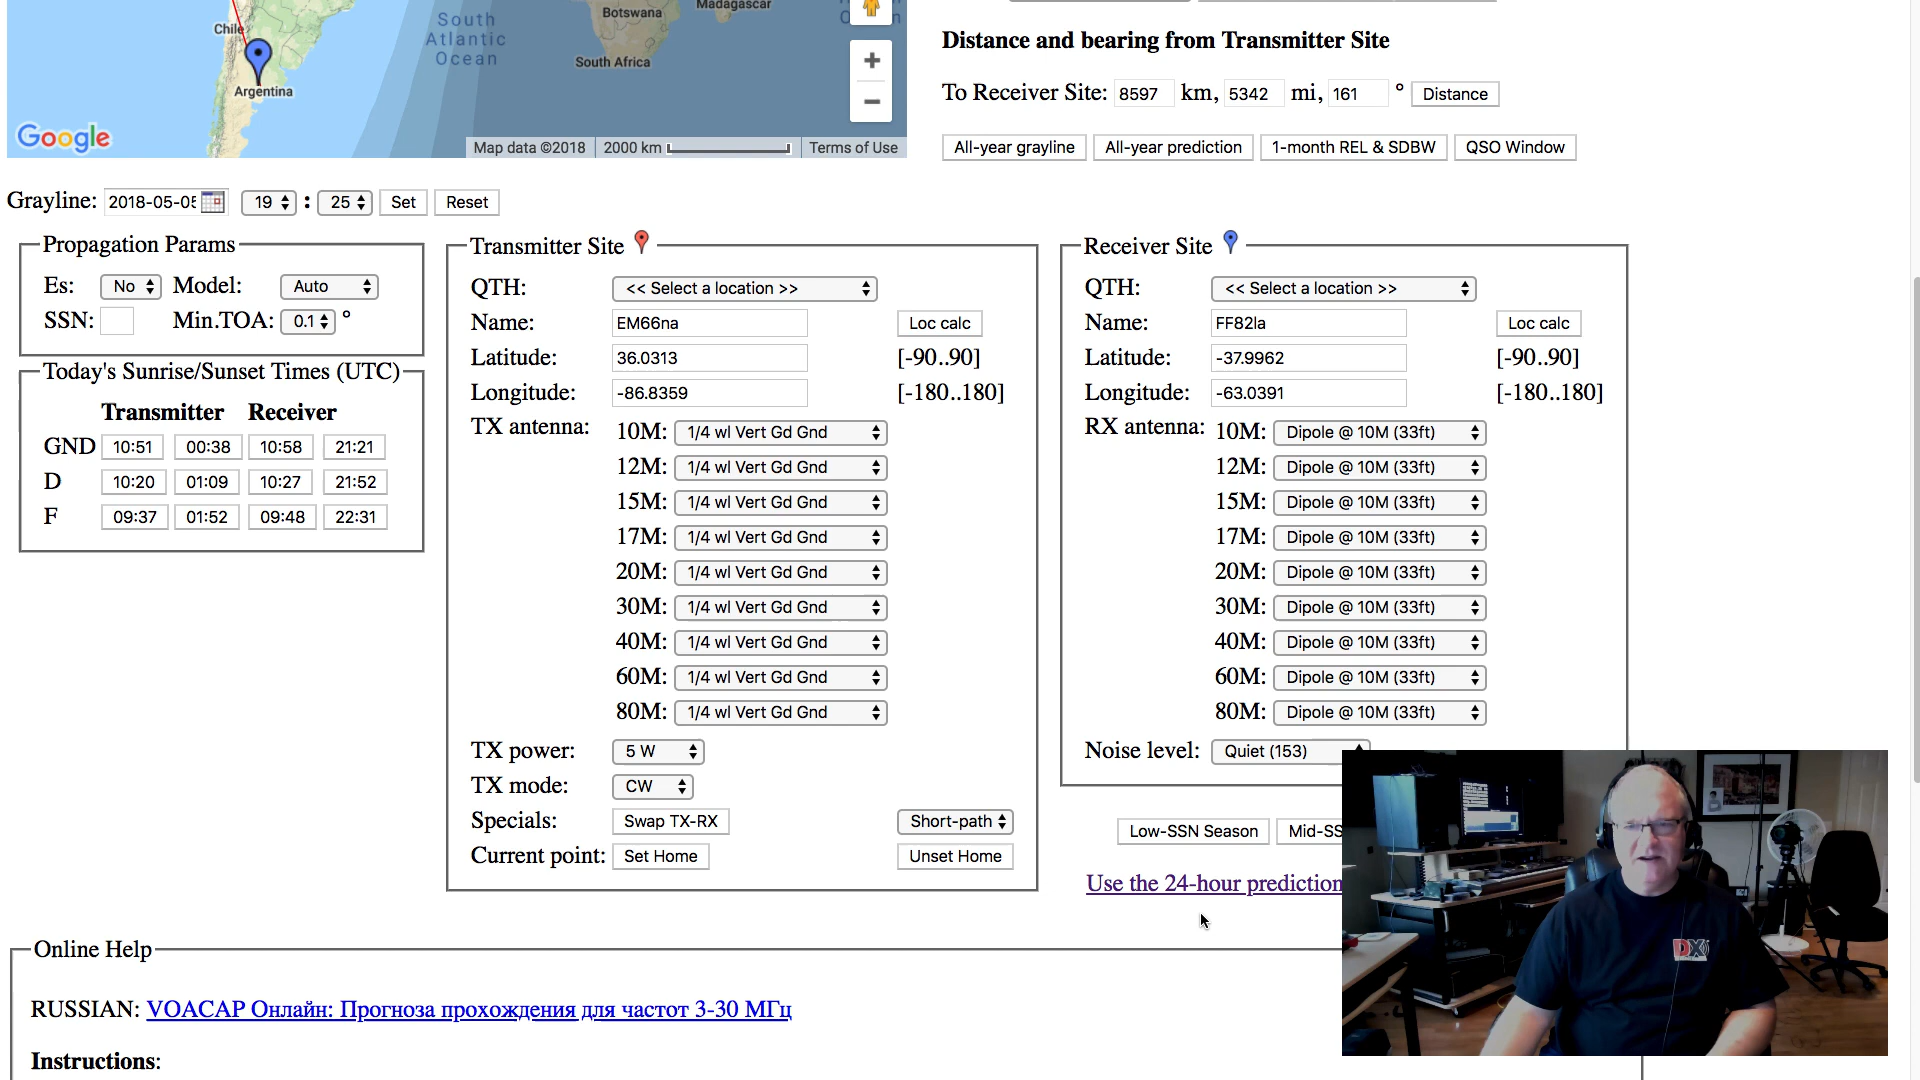 Botswana
Madagascar
Chile
South
Atlantic
Ocean
South Africa
Argentina
Google
Map data ©2018 2000 km Terms of Use
Distance and bearing from Transmitter Site
To Receiver Site: 8597 km, 5342 mi, 161 ° Distance
All-year grayline All-year prediction 1-month REL & SDBW QSO Window
Grayline: 2018-05-05 19 : 25 Set Reset
Propagation Params
Es: No Model: Auto
SSN: Min.TOA: 0.1 °
Today's Sunrise/Sunset Times (UTC)
Transmitter Receiver
GND 10:51 00:38 10:58 21:21
D 10:20 01:09 10:27 21:52
F 09:37 01:52 09:48 22:31
Transmitter Site
QTH: << Select a location >>
Name: EM66na Loc calc
Latitude: 36.0313 [-90..90]
Longitude: -86.8359 [-180..180]
TX antenna: 10M: 1/4 wl Vert Gd Gnd
12M: 1/4 wl Vert Gd Gnd
15M: 1/4 wl Vert Gd Gnd
17M: 1/4 wl Vert Gd Gnd
20M: 1/4 wl Vert Gd Gnd
30M: 1/4 wl Vert Gd Gnd
40M: 1/4 wl Vert Gd Gnd
60M: 1/4 wl Vert Gd Gnd
80M: 1/4 wl Vert Gd Gnd
TX power: 5 W
TX mode: CW
Specials: Swap TX-RX Short-path
Current point: Set Home Unset Home
Receiver Site
QTH: << Select a location >>
Name: FF82la Loc calc
Latitude: -37.9962 [-90..90]
Longitude: -63.0391 [-180..180]
RX antenna: 10M: Dipole @ 10M (33ft)
12M: Dipole @ 10M (33ft)
15M: Dipole @ 10M (33ft)
17M: Dipole @ 10M (33ft)
20M: Dipole @ 10M (33ft)
30M: Dipole @ 10M (33ft)
40M: Dipole @ 10M (33ft)
60M: Dipole @ 10M (33ft)
80M: Dipole @ 10M (33ft)
Noise level: Quiet (153)
Low-SSN Season Mid-SS
Use the 24-hour prediction
DX
Online Help
RUSSIAN: VOACAP Онлайн: Прогноза прохождения для частот 3-30 МГц
Instructions: